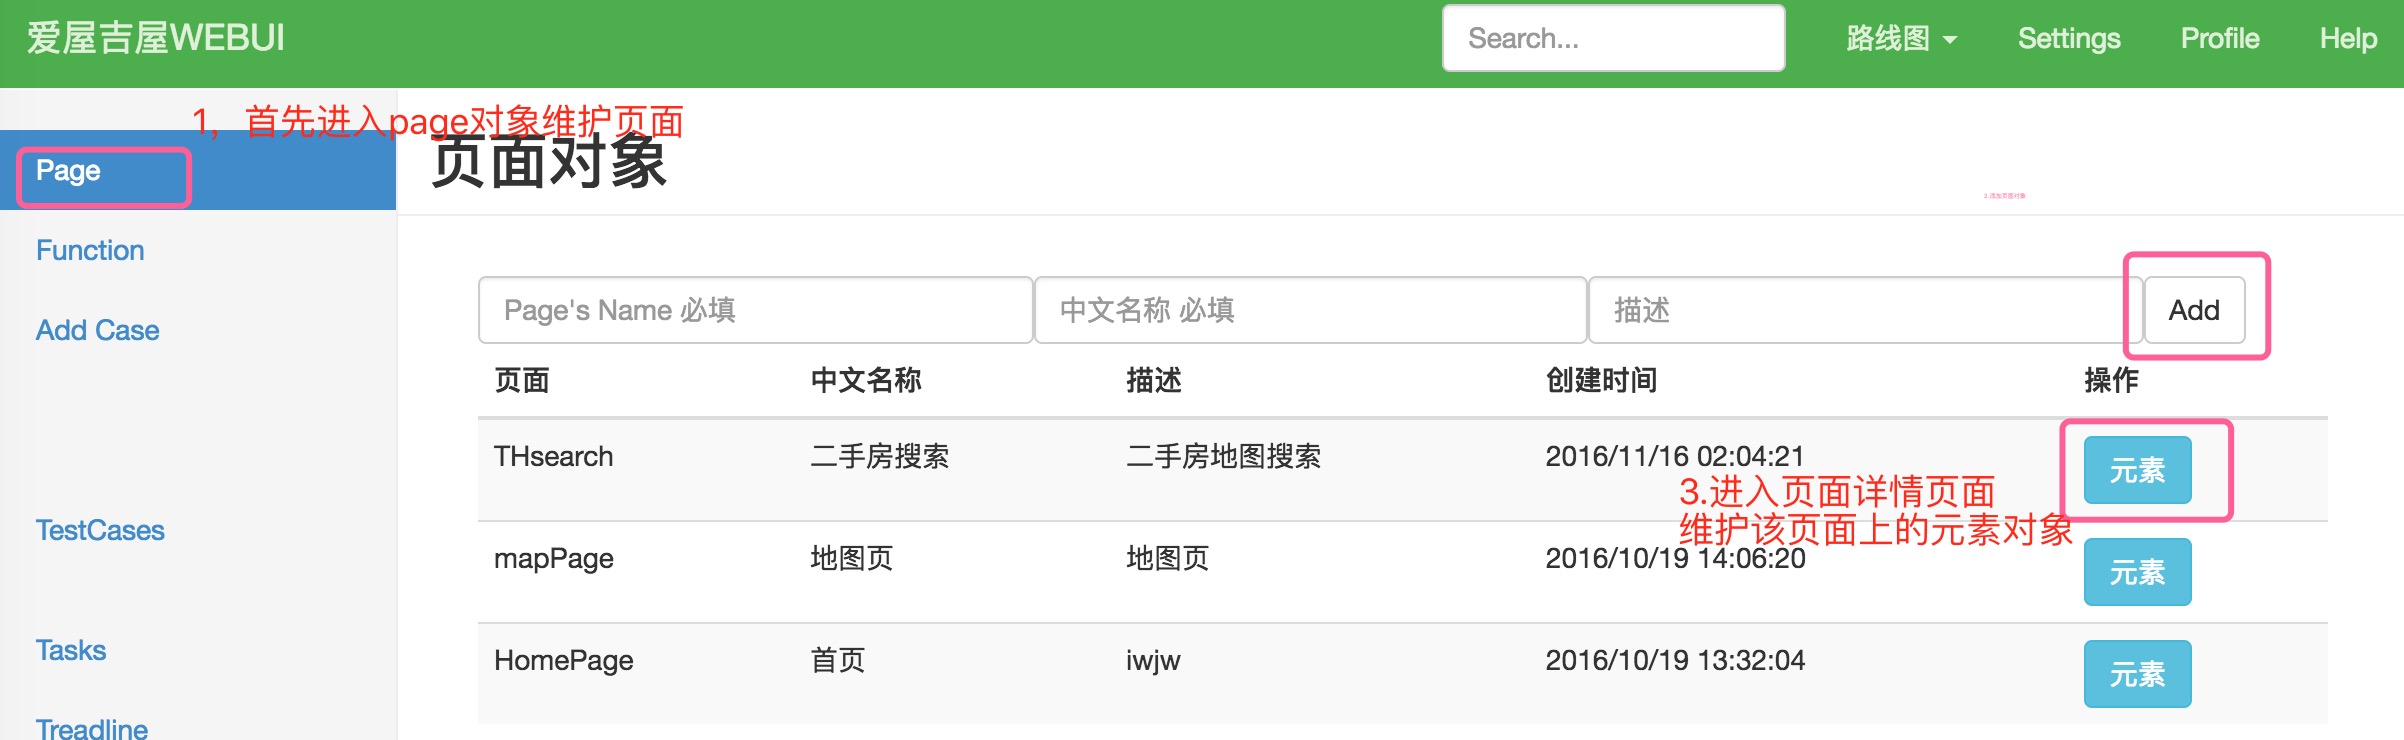 爱屋吉屋WEBUI
Search...
路线图
Settings
Profile
Help
1，首先进入page对象维护页面
Page
页面对象
2.添加页面对象
Function
Add Case
TestCases
Tasks
Treadline
Page's Name 必填
中文名称 必填
描述
Add
页面 中文名称 描述 创建时间 操作
THsearch 二手房搜索 二手房地图搜索 2016/11/16 02:04:21 元素
3.进入页面详情页面
维护该页面上的元素对象
mapPage 地图页 地图页 2016/10/19 14:06:20 元素
HomePage 首页 iwjw 2016/10/19 13:32:04 元素